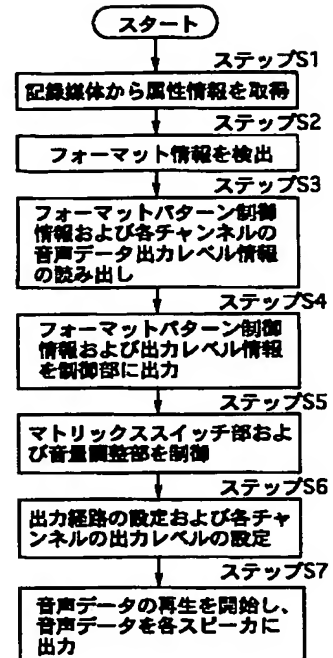 スタート
ステップS1
記録媒体から属性情報を取得
ステップS2
フォーマット情報を検出
ステップS3
フォーマットパターン制御
情報および各チャンネルの
音声データ出力レベル情報
の読み出し
ステップS4
フォーマットパターン制御
情報および出力レベル情報
を制御部に出力
ステップS5
マトリックススイッチ部およ
び音量調整部を制御
ステップS6
出力経路の設定および各チャ
ンネルの出力レベルの設定
ステップS7
音声データの再生を開始し、
音声データを各スピーカに
出力